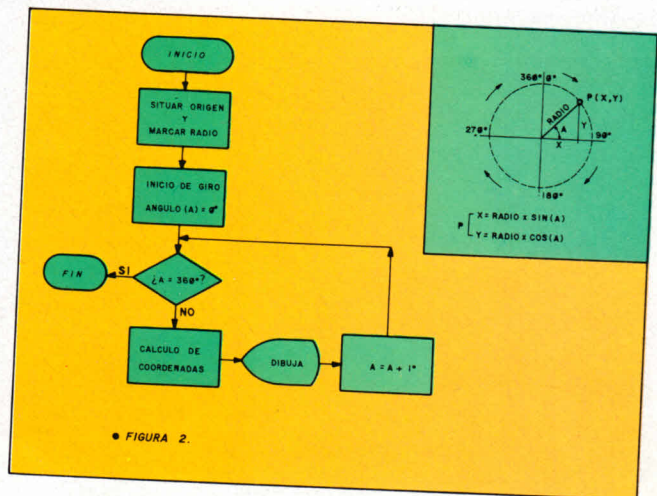 INICIO
SITUAR ORIGEN
Y
MARCAR RADIO
INICIO DE GIRO
ANGULO (A) = 0°
¿A = 360°?
SI
FIN
NO
CALCULO DE
COORDENADAS
DIBUJA
A = A + 1°
● FIGURA 2.
360° 0°
P (X,Y)
RADIO
A
Y
X
270°
90°
180°
P
X = RADIO x SIN (A)
Y = RADIO x COS (A)